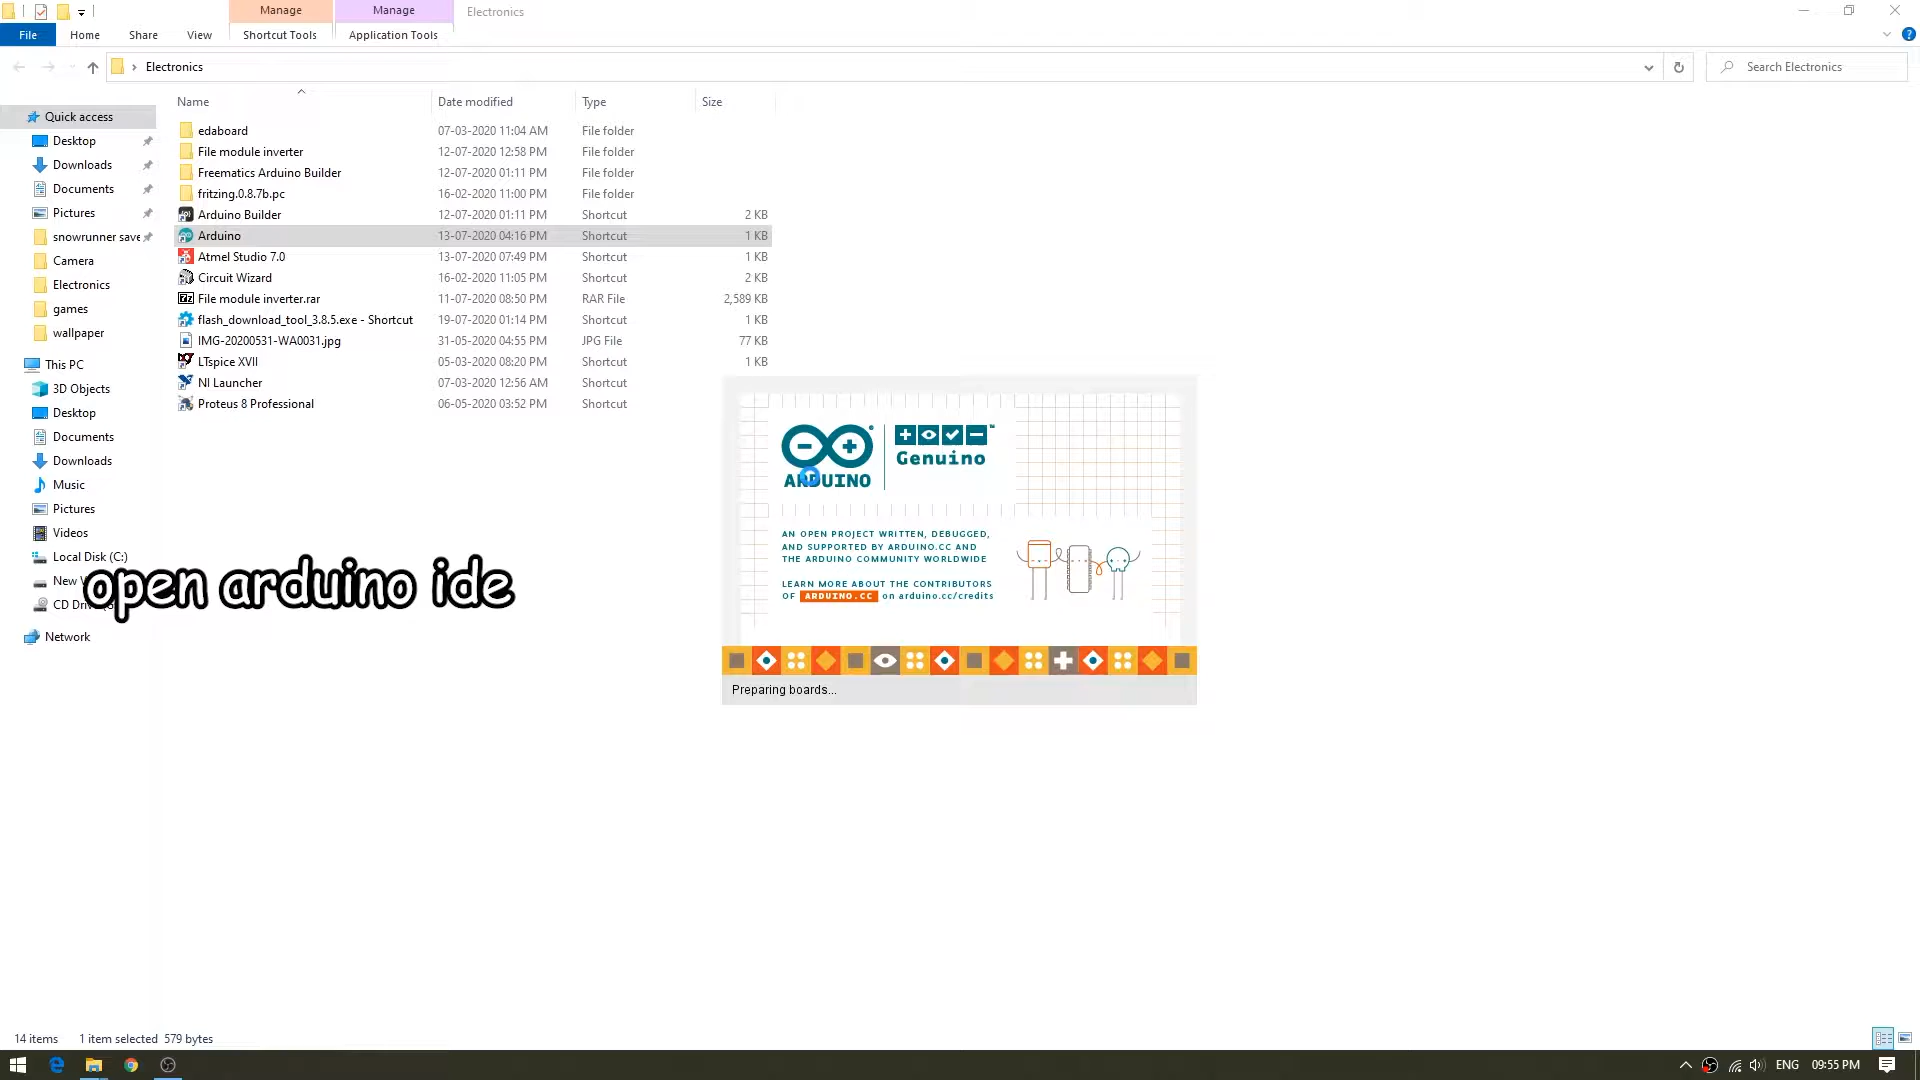 Manage
Manage
Electronics
File
Home
Share
View
Shortcut Tools
Application Tools
Electronics
Search Electronics
Name
Date modified
Type
Size
Quick access
Desktop
Downloads
Documents
Pictures
snowrunner save
Camera
Electronics
games
wallpaper
This PC
3D Objects
Desktop
Documents
Downloads
Music
Pictures
Videos
Local Disk (C:)
New
CD Dri
Network
edaboard 07-03-2020 11:04 AM File folder
File module inverter 12-07-2020 12:58 PM File folder
Freematics Arduino Builder 12-07-2020 01:11 PM File folder
fritzing.0.8.7b.pc 16-02-2020 11:00 PM File folder
Arduino Builder 12-07-2020 01:11 PM Shortcut 2 KB
Arduino 13-07-2020 04:16 PM Shortcut 1 KB
Atmel Studio 7.0 13-07-2020 07:49 PM Shortcut 1 KB
Circuit Wizard 16-02-2020 11:05 PM Shortcut 2 KB
File module inverter.rar 11-07-2020 08:50 PM RAR File 2,589 KB
flash_download_tool_3.8.5.exe - Shortcut 19-07-2020 01:14 PM Shortcut 1 KB
IMG-20200531-WA0031.jpg 31-05-2020 04:55 PM JPG File 77 KB
LTspice XVII 05-03-2020 08:20 PM Shortcut 1 KB
NI Launcher 07-03-2020 12:56 AM Shortcut
Proteus 8 Professional 06-05-2020 03:52 PM Shortcut
ARDUINO
Genuino
AN OPEN PROJECT WRITTEN, DEBUGGED,
AND SUPPORTED BY ARDUINO.CC AND
THE ARDUINO COMMUNITY WORLDWIDE
LEARN MORE ABOUT THE CONTRIBUTORS
OF ARDUINO.CC on arduino.cc/credits
Preparing boards...
open arduino ide
14 items
1 item selected 579 bytes
ENG
09:55 PM